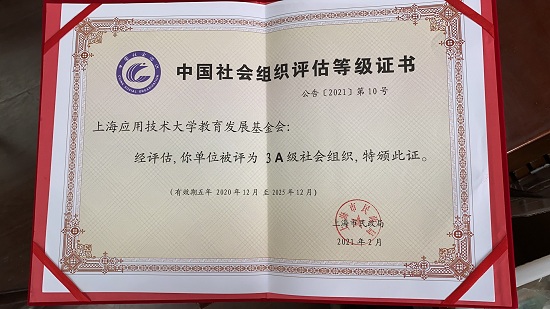 中国社会组织评估等级证书
公告〔2021〕第10号
上海应用技术大学教育发展基金会:
经评估,你单位被评为 3A级社会组织,特颁此证。
(有效期五年 2020年12月 至 2025年12月)
上海市民政局
2021年2月